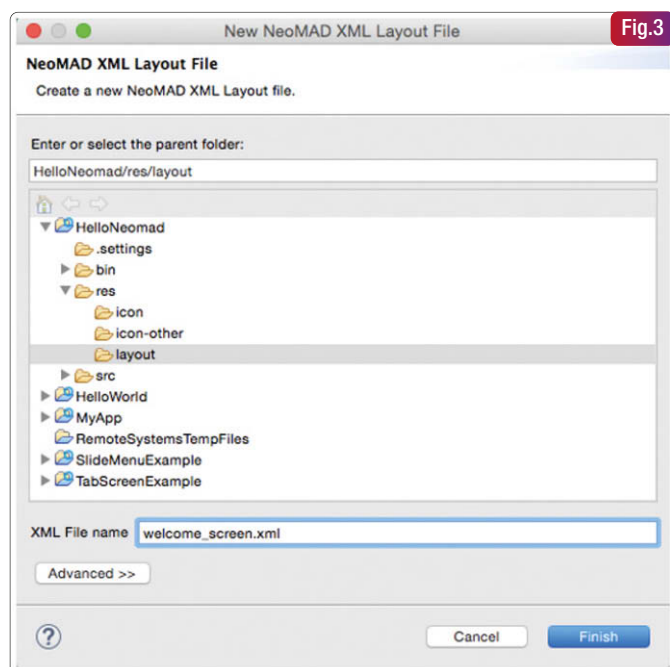 New NeoMAD XML Layout File
Fig.3
NeoMAD XML Layout File
Create a new NeoMAD XML Layout file.
Enter or select the parent folder:
HelloNeomad/res/layout
HelloNeomad
.settings
bin
res
icon
icon-other
layout
src
HelloWorld
MyApp
RemoteSystemsTempFiles
SlideMenuExample
TabScreenExample
XML File name welcome_screen.xml
Advanced >>
? Cancel Finish